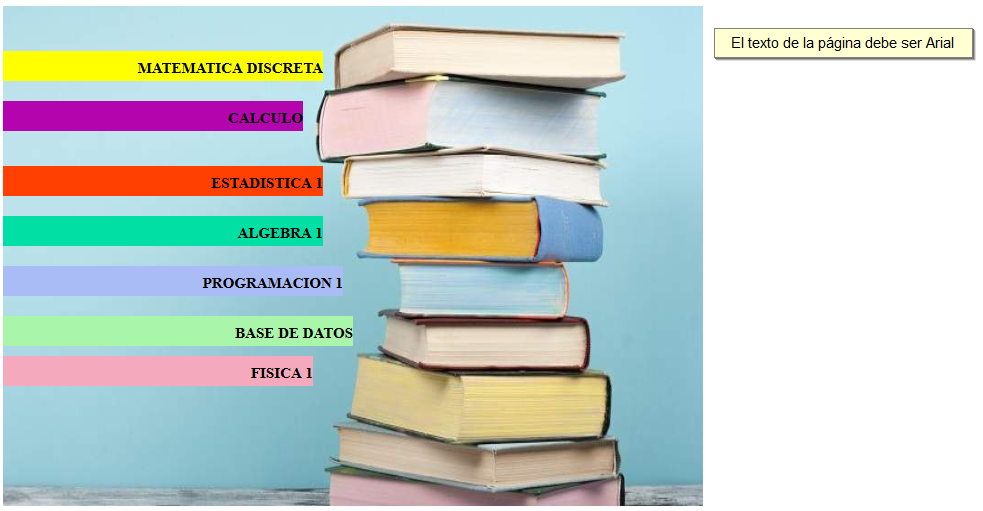 MATEMATICA DISCRETA
El texto de la página debe ser Arial
CALCULO
ESTADISTICA 1
ALGEBRA 1
PROGRAMACION 1
BASE DE DATOS
FISICA 1